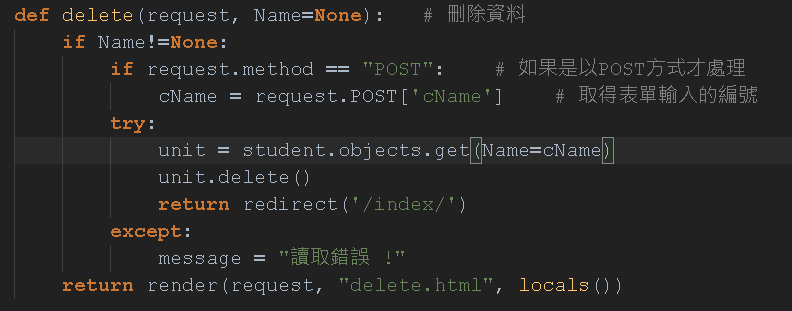 def delete(request, Name=None):   # 刪除資料
    if Name!=None:
        if request.method == "POST":    # 如果是以POST方式才處理
            cName = request.POST['cName']    # 取得表單輸入的編號
        try:
            unit = student.objects.get(Name=cName)
            unit.delete()
            return redirect('/index/')
        except:
            message = "讀取錯誤 !"
    return render(request, "delete.html", locals())